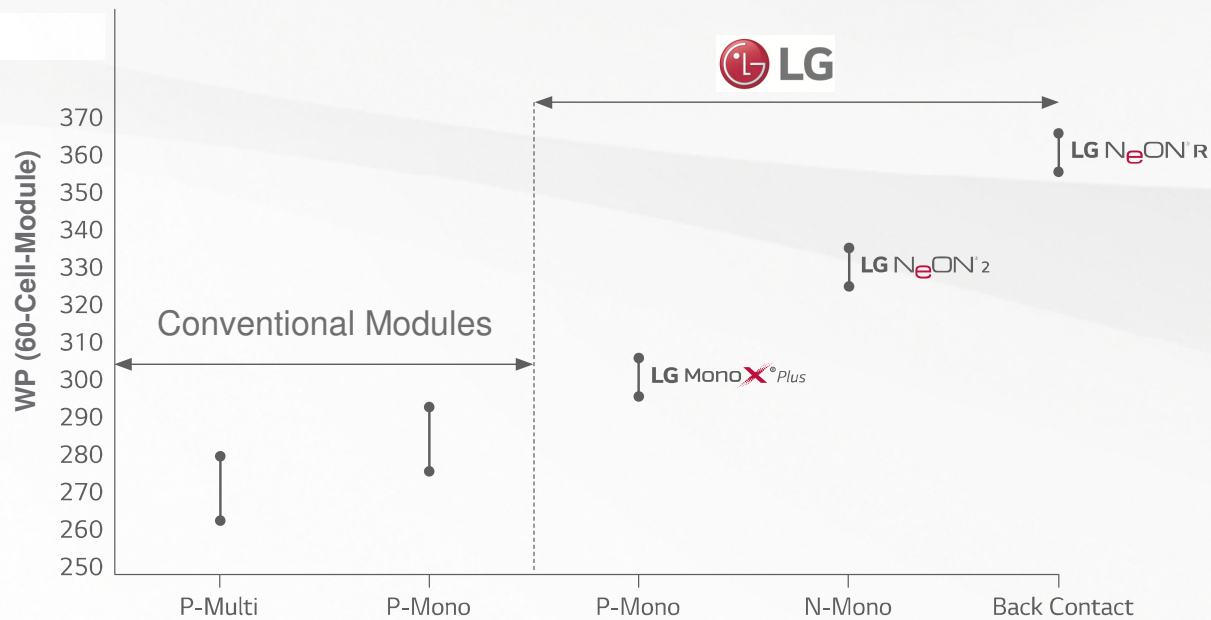 LG
370
360
350
340
330
320
310
300
290
280
270
260
250
WP (60-Cell-Module)
Conventional Modules
LG NeON® R
LG NeON® 2
LG Mono X® Plus
P-Multi
P-Mono
P-Mono
N-Mono
Back Contact